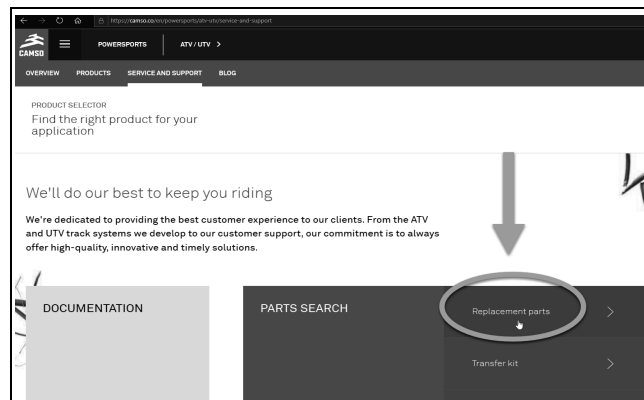 https://camso.co/en/powersports/atv-utv/service-and-support
CAMSO
POWERSPORTS
ATV / UTV >
OVERVIEW PRODUCTS SERVICE AND SUPPORT BLOG
PRODUCT SELECTOR
Find the right product for your
application
We'll do our best to keep you riding
We're dedicated to providing the best customer experience to our clients. From the ATV
and UTV track systems we develop to our customer support, our commitment is to always
offer high-quality, innovative and timely solutions.
DOCUMENTATION
PARTS SEARCH
Replacement parts
Transfer kit